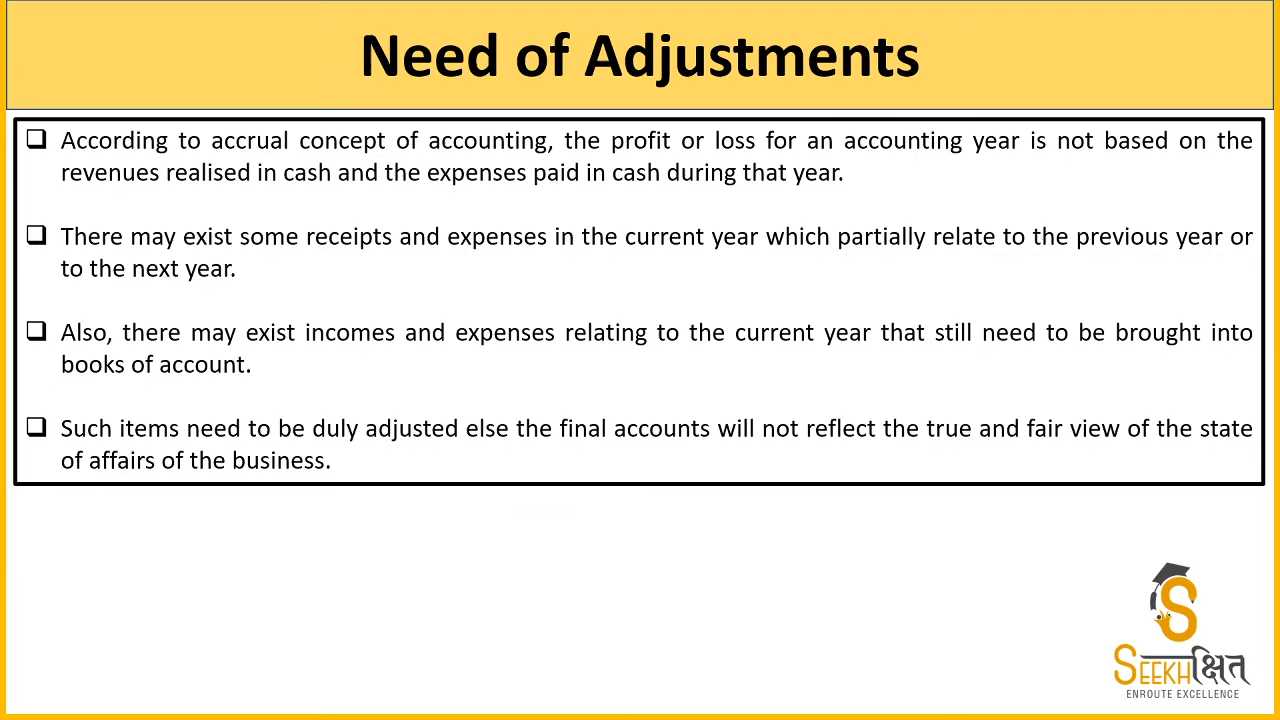 Need of Adjustments
❑ According to accrual concept of accounting, the profit or loss for an accounting year is not based on the
revenues realised in cash and the expenses paid in cash during that year.
❑ There may exist some receipts and expenses in the current year which partially relate to the previous year or
to the next year.
❑ Also, there may exist incomes and expenses relating to the current year that still need to be brought into
books of account.
❑ Such items need to be duly adjusted else the final accounts will not reflect the true and fair view of the state
of affairs of the business.
S
SEEKHक्षित
ENROUTE EXCELLENCE